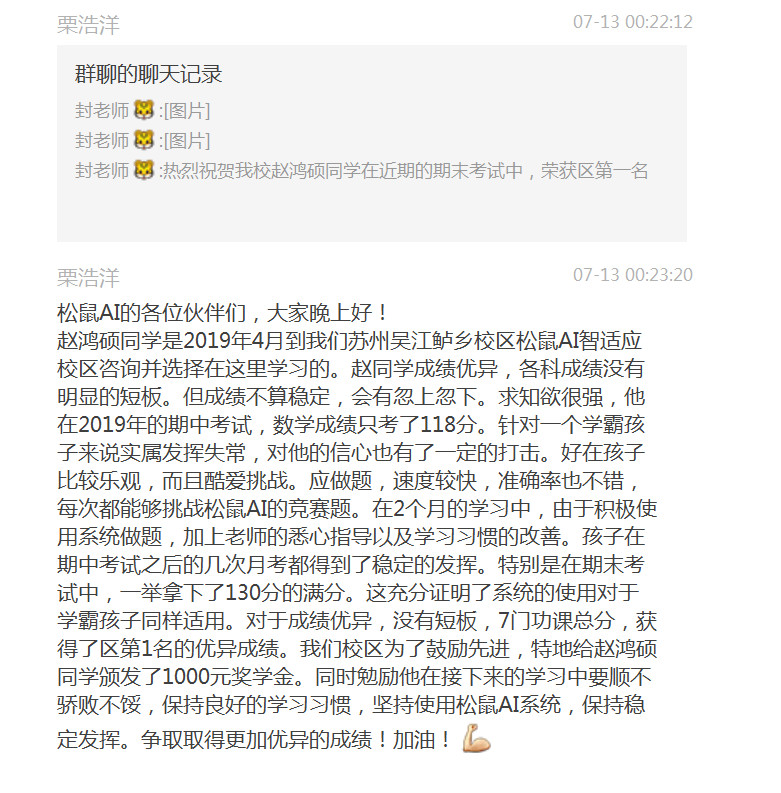 栗浩洋 07-13 00:22:12
群聊的聊天记录
封老师🐯:[图片]
封老师🐯:[图片]
封老师🐯:热烈祝贺我校赵鸿硕同学在近期的期末考试中，荣获区第一名
栗浩洋 07-13 00:23:20
松鼠AI的各位伙伴们，大家晚上好！
赵鸿硕同学是2019年4月到我们苏州吴江鲈乡校区松鼠AI智适应
校区咨询并选择在这里学习的。赵同学成绩优异，各科成绩没有
明显的短板。但成绩不算稳定，会有忽上忽下。求知欲很强，他
在2019年的期中考试，数学成绩只考了118分。针对一个学霸孩
子来说实属发挥失常，对他的信心也有了一定的打击。好在孩子
比较乐观，而且酷爱挑战。应做题，速度较快，准确率也不错，
每次都能够挑战松鼠AI的竞赛题。在2个月的学习中，由于积极使
用系统做题，加上老师的悉心指导以及学习习惯的改善。孩子在
期中考试之后的几次月考都得到了稳定的发挥。特别是在期末考
试中，一举拿下了130分的满分。这充分证明了系统的使用对于
学霸孩子同样适用。对于成绩优异，没有短板，7门功课总分，获
得了区第1名的优异成绩。我们校区为了鼓励先进，特地给赵鸿硕
同学颁发了1000元奖学金。同时勉励他在接下来的学习中要顺不
骄败不馁，保持良好的学习习惯，坚持使用松鼠AI系统，保持稳
定发挥。争取取得更加优异的成绩！加油！💪